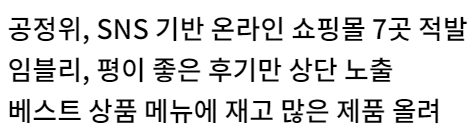 공정위, SNS 기반 온라인 쇼핑몰 7곳 적발
임블리, 평이 좋은 후기만 상단 노출
베스트 상품 메뉴에 재고 많은 제품 올려